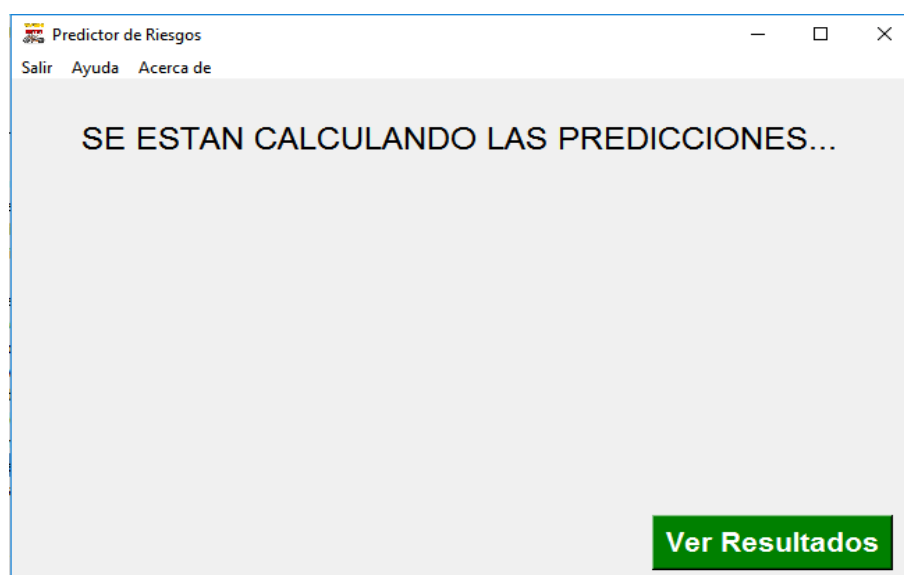 Predictor de Riesgos
Salir Ayuda Acerca de
SE ESTAN CALCULANDO LAS PREDICCIONES...
Ver Resultados